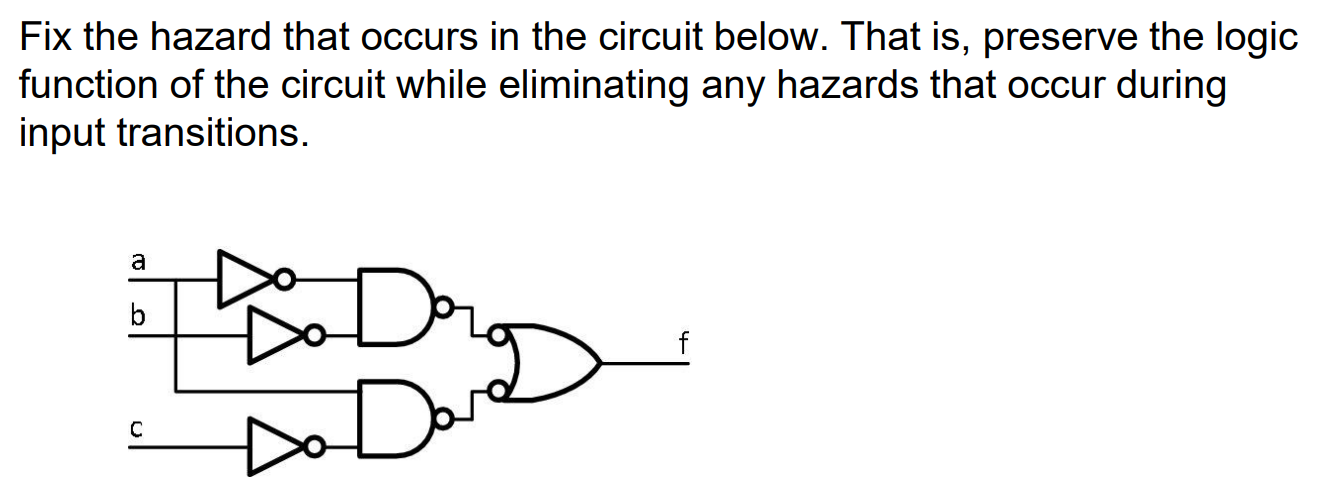 Fix the hazard that occurs in the circuit below. That is, preserve the logic
function of the circuit while eliminating any hazards that occur during
input transitions.
a
b
f
c